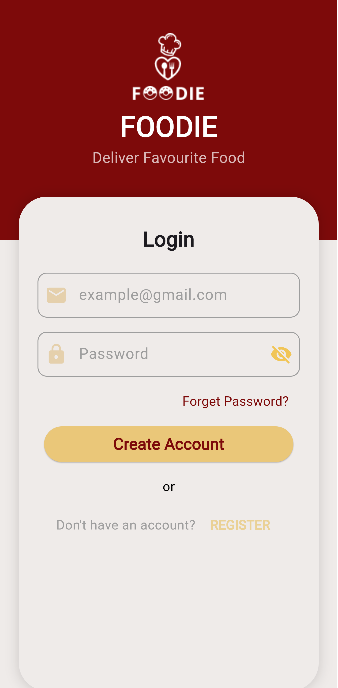 FOODIE
FOODIE
Deliver Favourite Food
Login
example@gmail.com
Password
Forget Password?
Create Account
or
Don't have an account? REGISTER